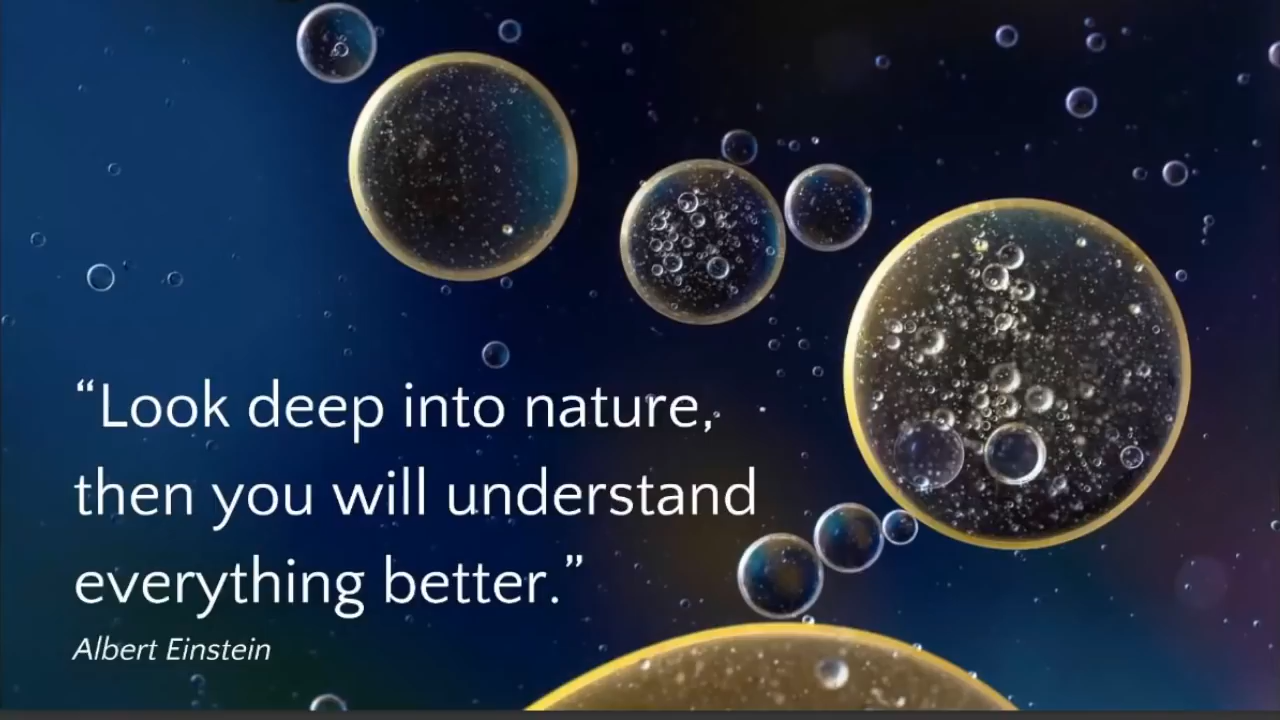 “Look deep into nature,
then you will understand
everything better.”
Albert Einstein